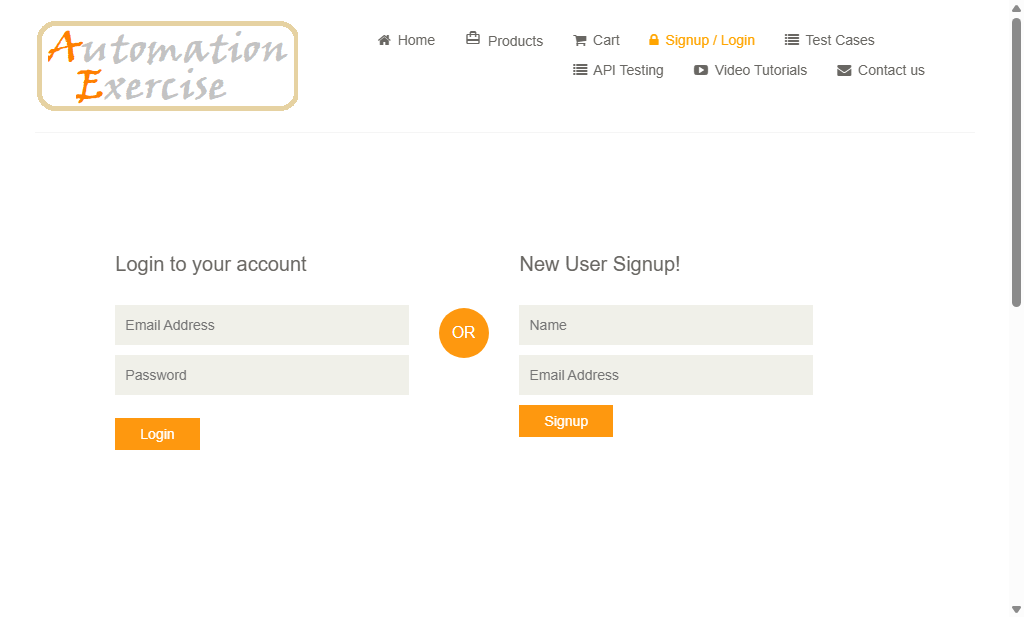 Automation
Exercise
Home
Products
Cart
Signup / Login
Test Cases
API Testing
Video Tutorials
Contact us
Login to your account
Email Address
Password
Login
OR
New User Signup!
Name
Email Address
Signup